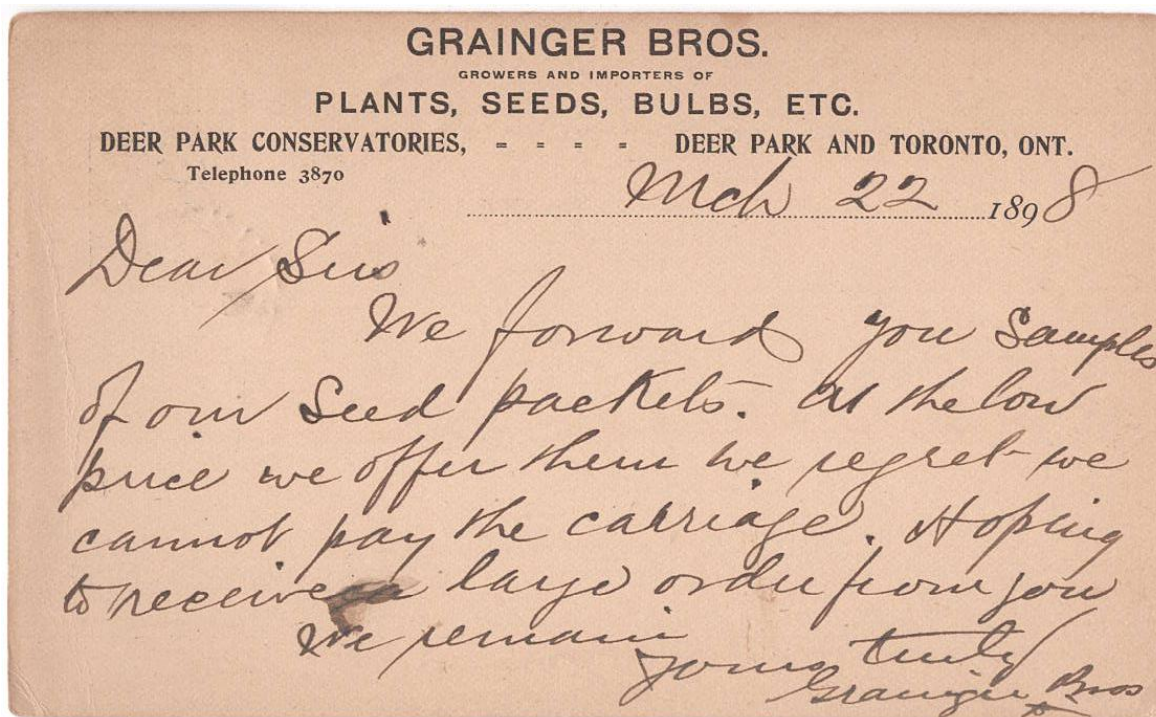 GRAINGER BROS.
GROWERS AND IMPORTERS OF
PLANTS, SEEDS, BULBS, ETC.
DEER PARK CONSERVATORIES, = = = = DEER PARK AND TORONTO, ONT.
Telephone 3870
Mch 22 1898
Dear Sirs
We forward you samples
of our Seed packets. At the low
price we offer them we regret we
cannot pay the carriage. Hoping
to receive a large order from you
We remain
yours truly
Grainger Bros